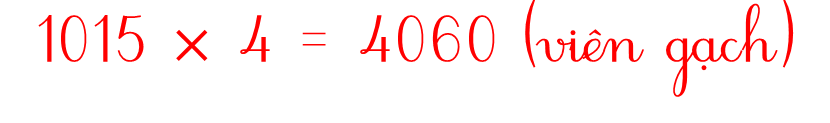 1015 × 4 = 4060 (viên gạch)